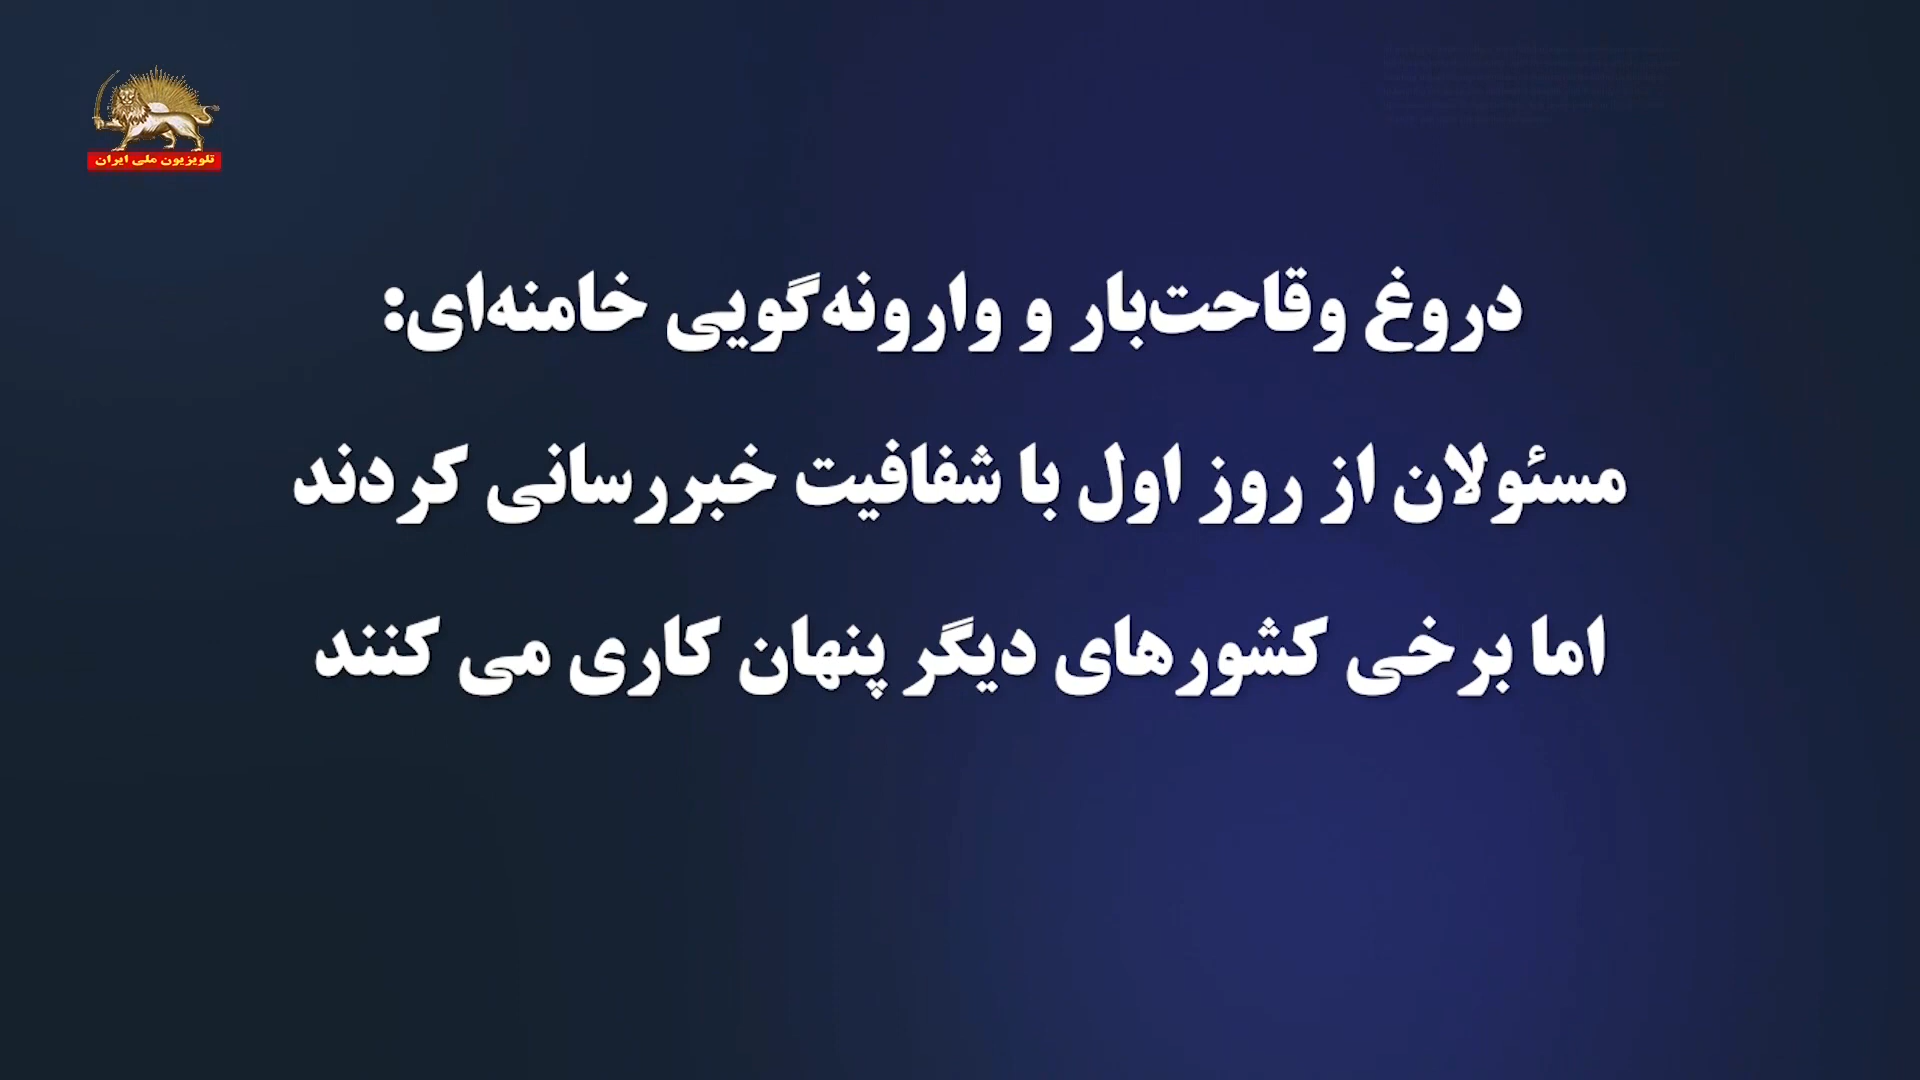 تلویزیون ملی ایران
دروغ وقاحت‌بار و وارونه‌گویی خامنه‌ای:
مسئولان از روز اول با شفافیت خبررسانی کردند
اما برخی کشورهای دیگر پنهان کاری می کنند